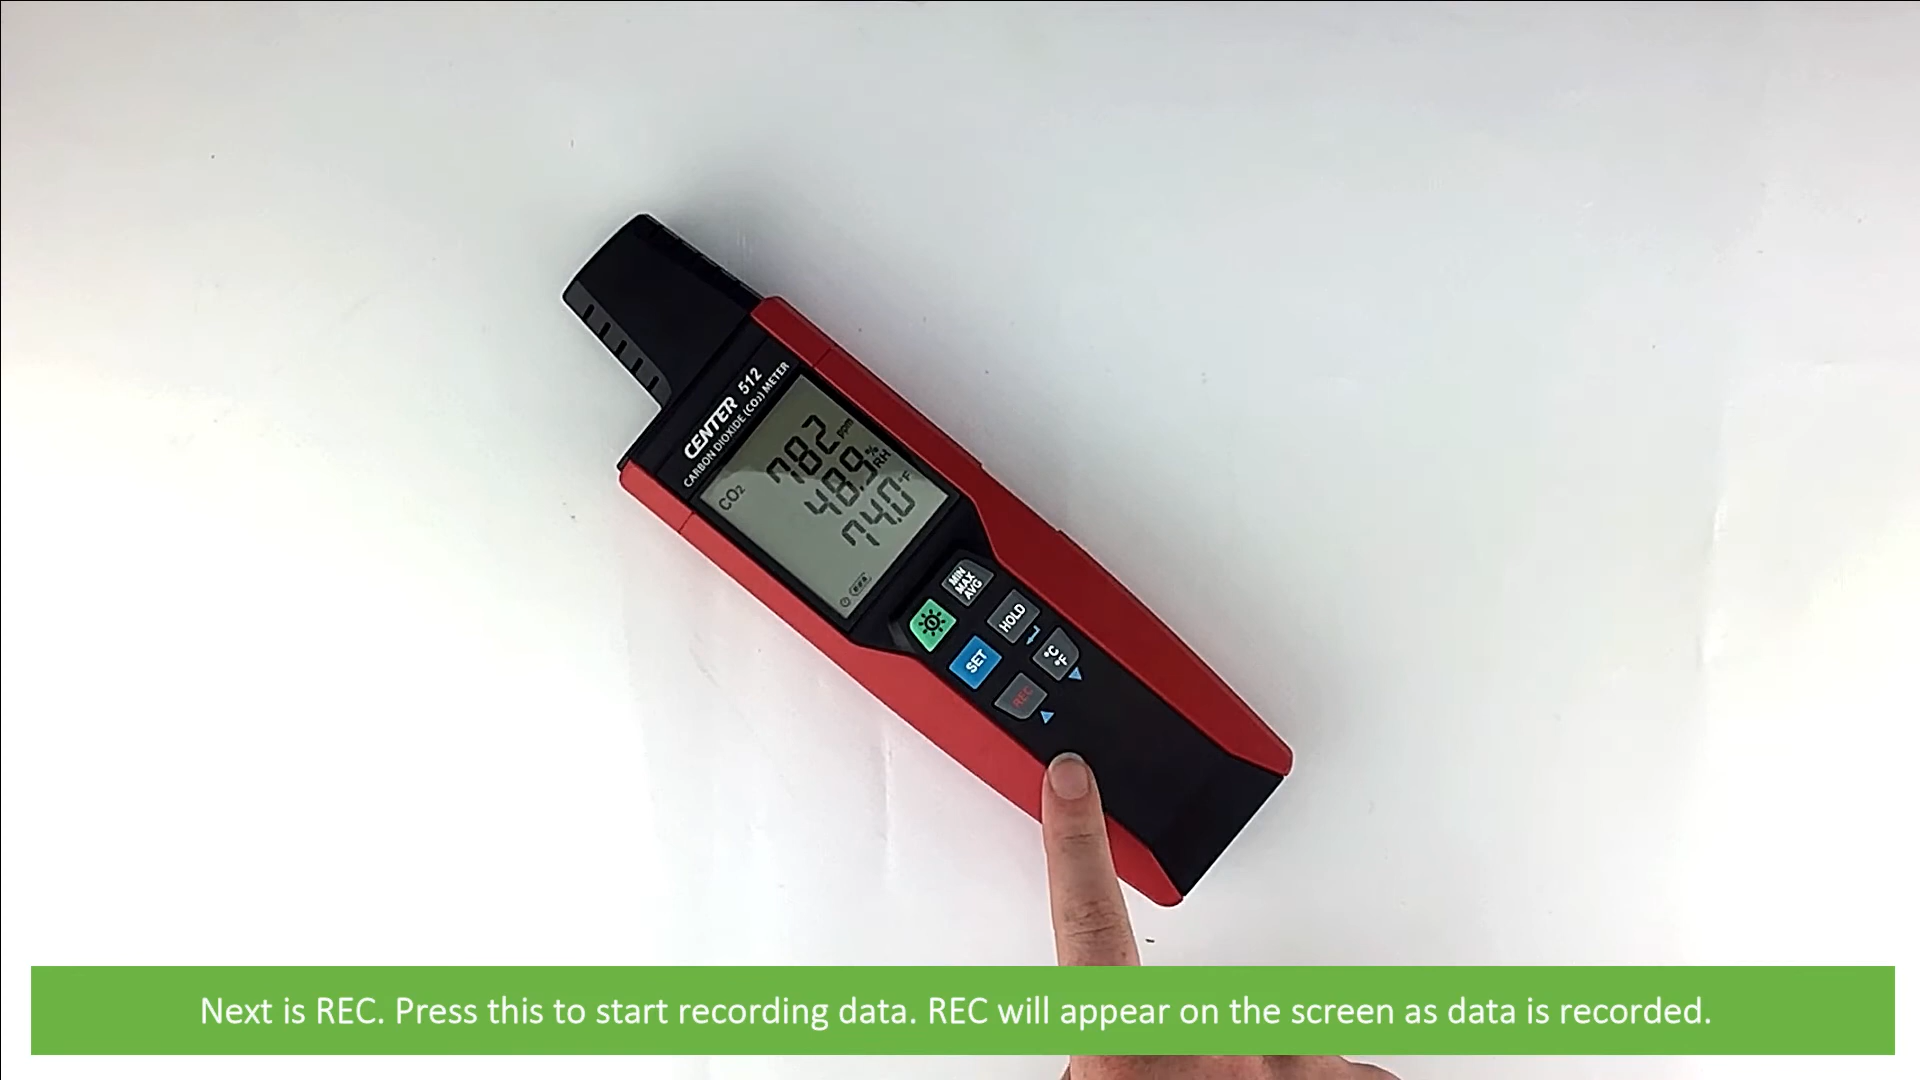 CENTER 512
CARBON DIOXIDE (CO₂) METER
CO₂
782 ppm
48.9 % RH
74.0 °F
MIN
MAX
AVG
HOLD
SET
°C
°F
REC
Next is REC. Press this to start recording data. REC will appear on the screen as data is recorded.